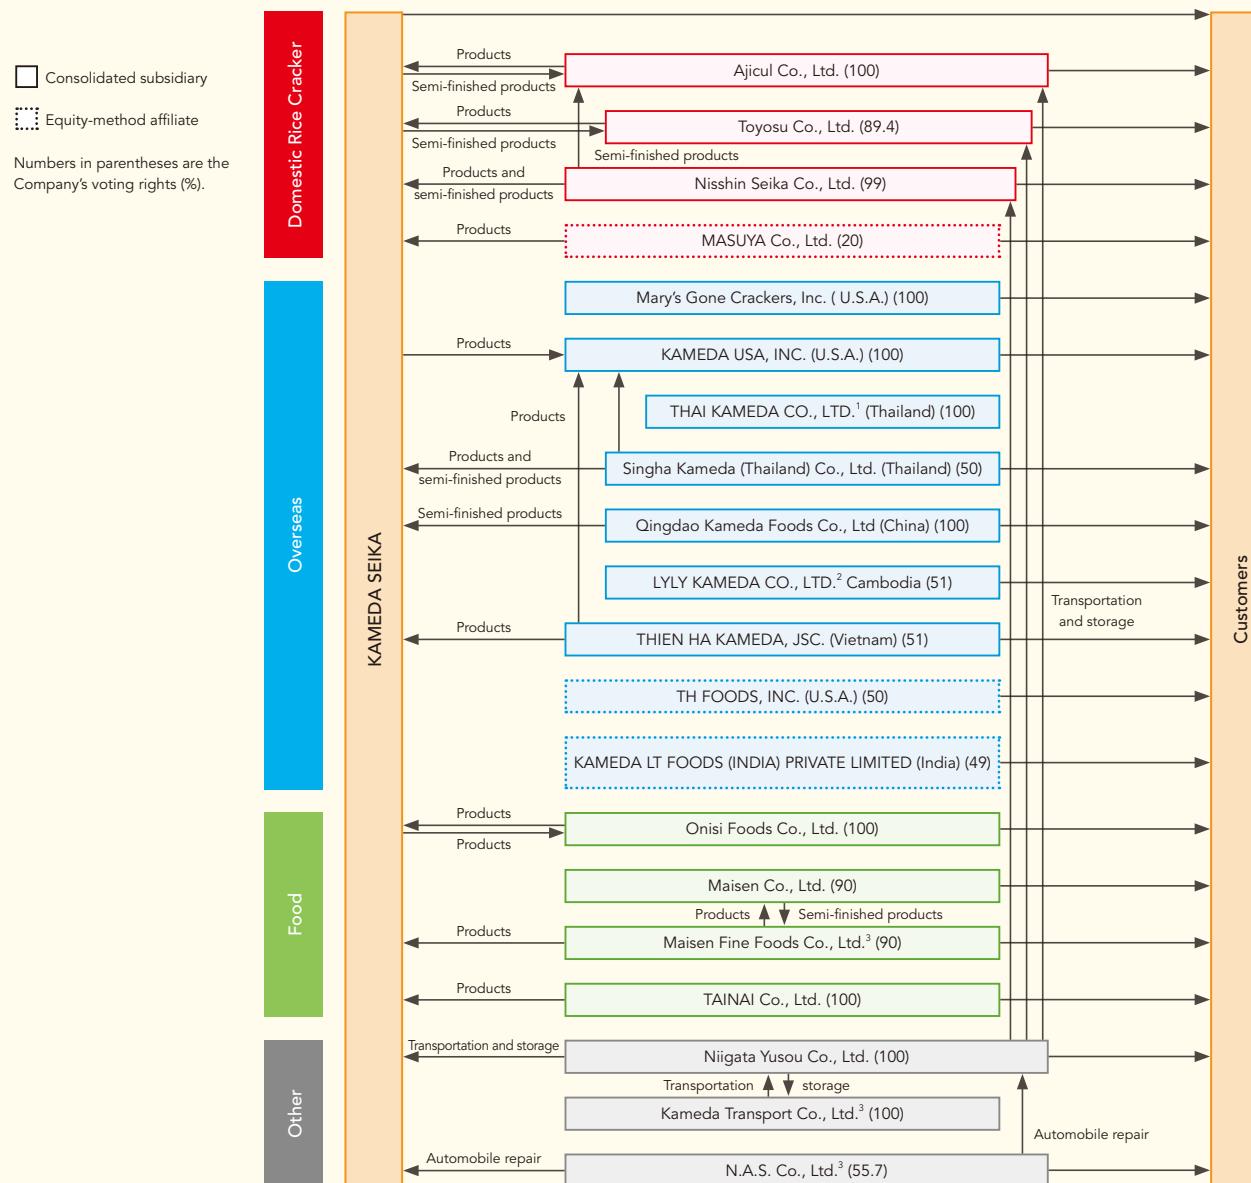 Consolidated subsidiary
Equity-method affiliate
Numbers in parentheses are the
Company's voting rights (%).
Domestic Rice Cracker
Overseas
Food
Other
KAMEDA SEIKA
Customers
Products
Semi-finished products
Ajicul Co., Ltd. (100)
Products
Semi-finished products
Toyosu Co., Ltd. (89.4)
Semi-finished products
Products and
semi-finished products
Nisshin Seika Co., Ltd. (99)
Products
MASUYA Co., Ltd. (20)
Mary's Gone Crackers, Inc. ( U.S.A.) (100)
Products
KAMEDA USA, INC. (U.S.A.) (100)
Products
THAI KAMEDA CO., LTD.¹ (Thailand) (100)
Products and
semi-finished products
Singha Kameda (Thailand) Co., Ltd. (Thailand) (50)
Semi-finished products
Qingdao Kameda Foods Co., Ltd (China) (100)
LYLY KAMEDA CO., LTD.² Cambodia (51)
Transportation
and storage
Products
THIEN HA KAMEDA, JSC. (Vietnam) (51)
TH FOODS, INC. (U.S.A.) (50)
KAMEDA LT FOODS (INDIA) PRIVATE LIMITED (India) (49)
Products
Products
Onisi Foods Co., Ltd. (100)
Maisen Co., Ltd. (90)
Products
Semi-finished products
Products
Maisen Fine Foods Co., Ltd.³ (90)
Products
TAINAI Co., Ltd. (100)
Transportation and storage
Niigata Yusou Co., Ltd. (100)
Transportation
storage
Kameda Transport Co., Ltd.³ (100)
Automobile repair
Automobile repair
N.A.S. Co., Ltd.³ (55.7)